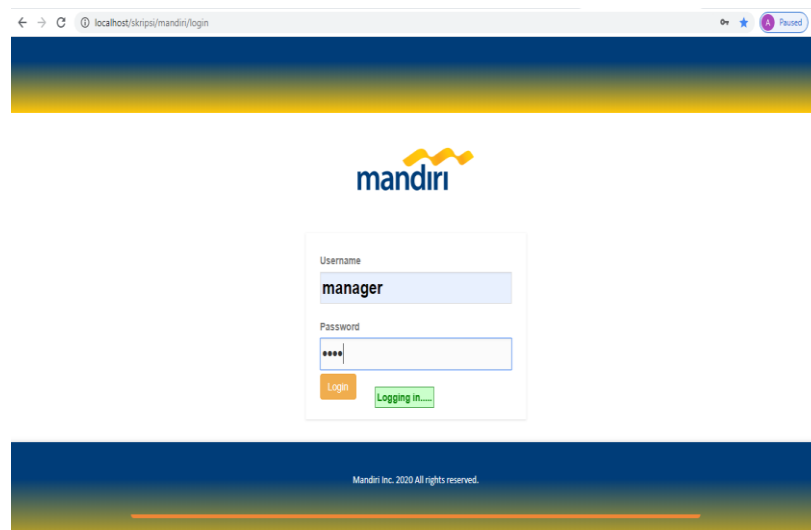 localhost/skripsi/mandiri/login
A Paused
mandiri
Username
manager
Password
••••
Login
Logging in.....
Mandiri Inc. 2020 All rights reserved.